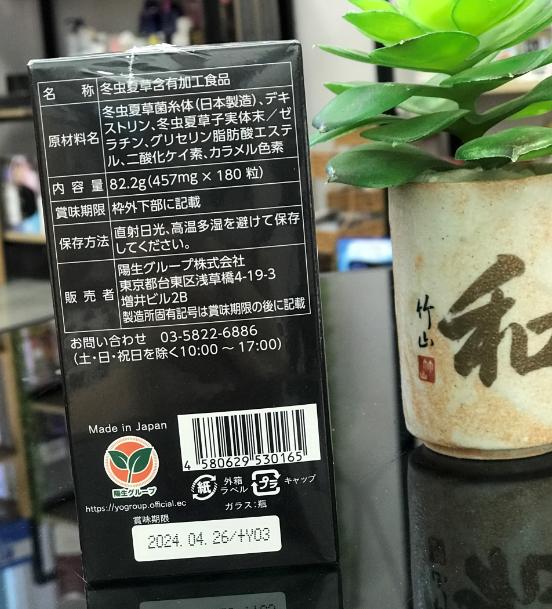 名 称 冬虫夏草含有加工食品
原材料名 冬虫夏草菌糸体(日本製造)、デキ
ストリン、冬虫夏草子実体末/ゼ
ラチン、グリセリン脂肪酸エステ
ル、二酸化ケイ素、カラメル色素
内容量 82.2g(457mg × 180 粒)
賞味期限 枠外下部に記載
保存方法 直射日光、高温多湿を避けて保存
してください。
販売者 陽生グループ株式会社
東京都台東区浅草橋4-19-3
増井ビル2B
製造所固有記号は賞味期限の後に記載
お問い合わせ 03-5822-6886
(土・日・祝日を除く10:00 ~ 17:00)
Made in Japan
陽生グループ
https://yogroup.official.ec
4 580629 530165
紙 外箱
ラベル
プラ キャップ
ガラス:瓶
賞味期限
2024. 04. 26/+Y03
和
竹山